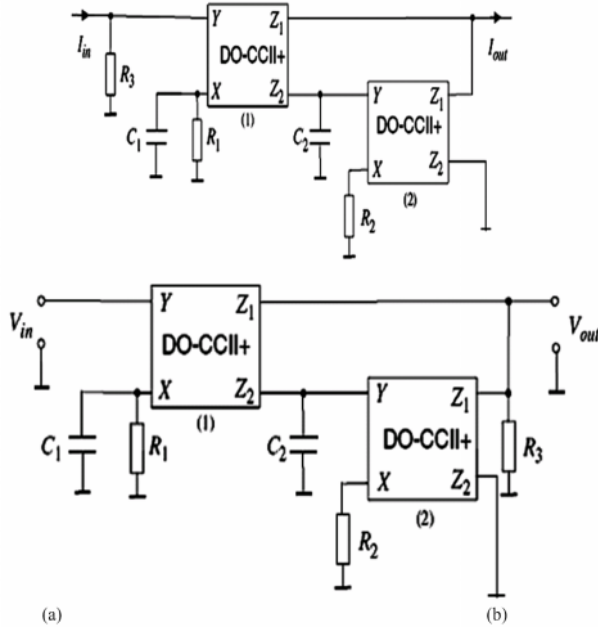 Y Z₁
I_in DO-CCII+ I_out
R₃ X Z₂ Y Z₁
(1) DO-CCII+
C₁ R₁ C₂
X Z₂
R₂ (2)
Y Z₁
V_in DO-CCII+ V_out
X Z₂ Y Z₁
(1)
C₁ R₁ C₂ DO-CCII+ R₃
X Z₂
R₂ (2)
(a) (b)